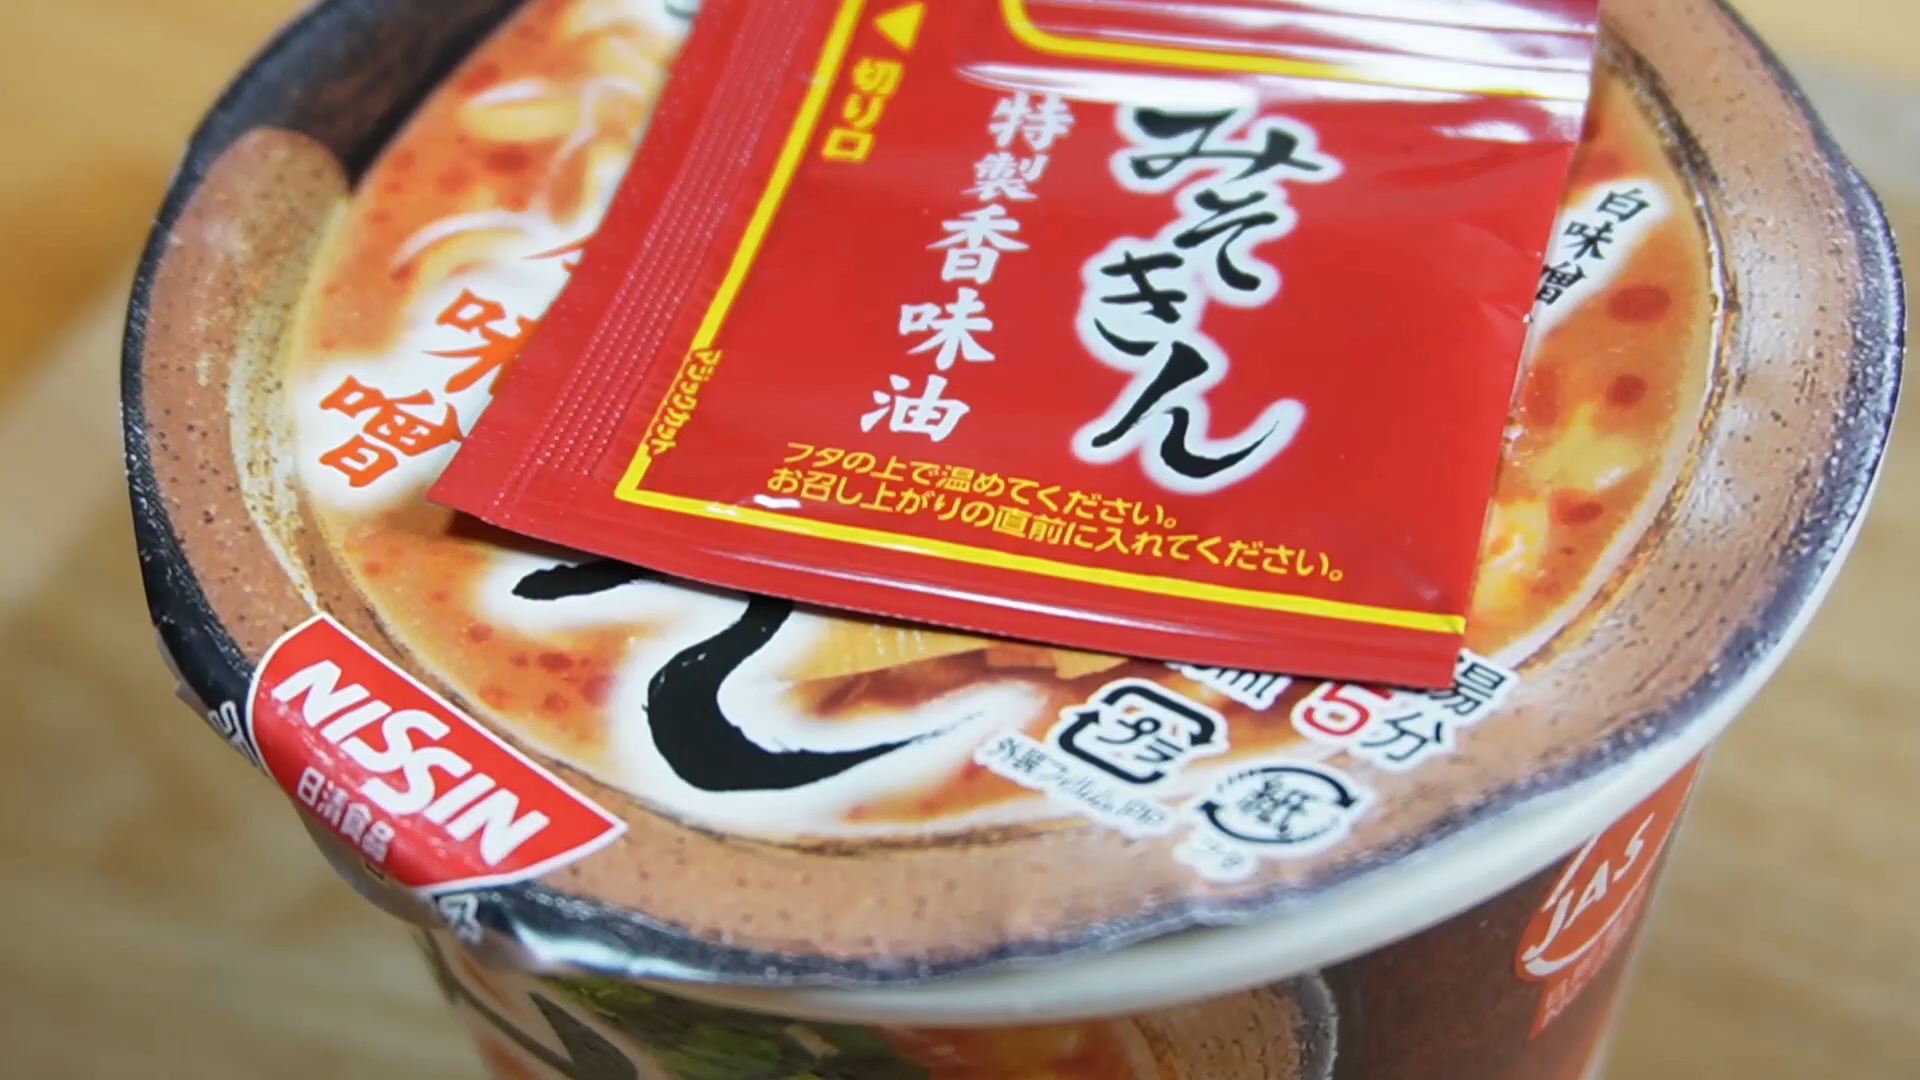 切り口
みそきん
特製香味油
マジックカット
フタの上で温めてください。
お召し上がりの直前に入れてください。
白味噌
味噌
ん
熱湯5分
プラ
外装フィルム
紙
フタ
NISSIN
日清食品
JAS